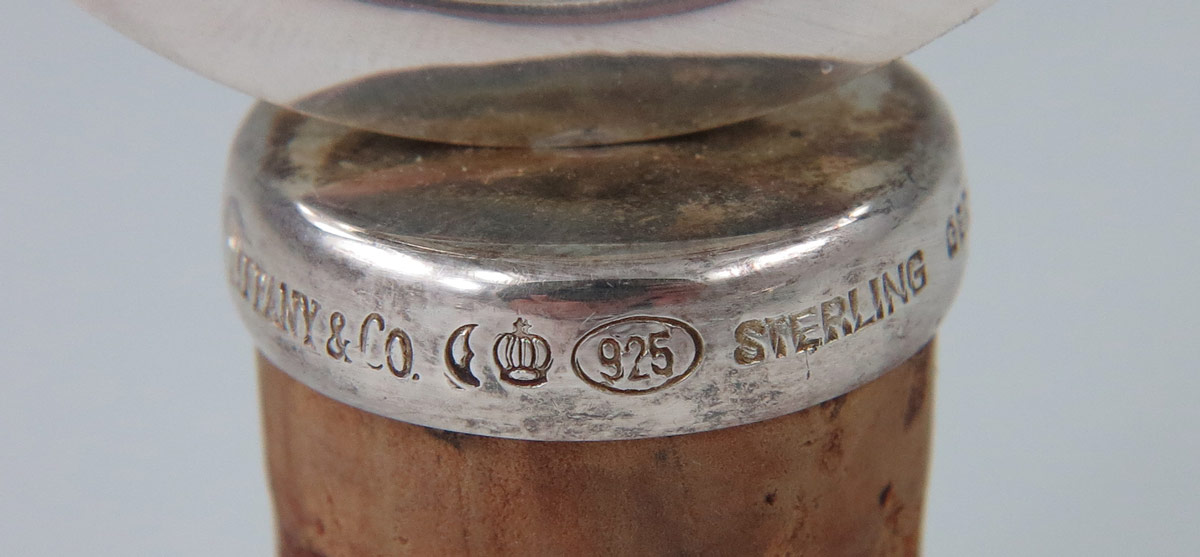 TIFFANY & CO. 925 STERLING